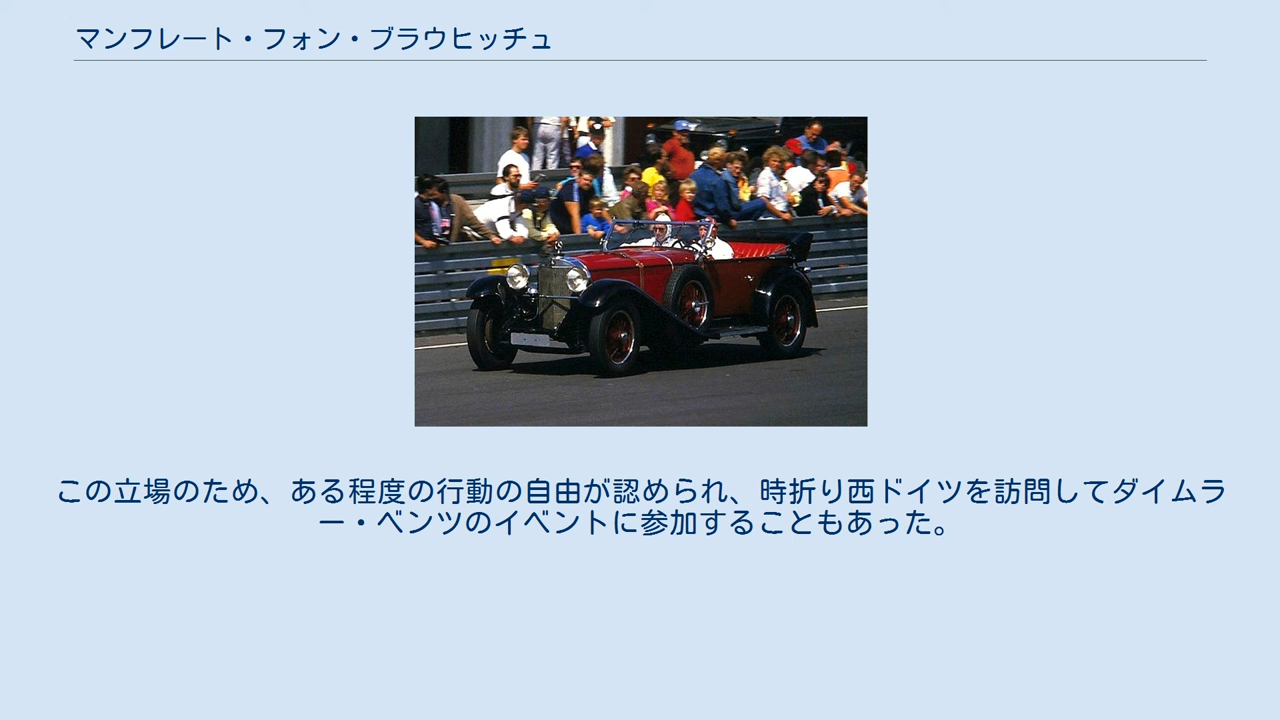 マンフレート・フォン・ブラウヒッチュ
この立場のため、ある程度の行動の自由が認められ、時折り西ドイツを訪問してダイムラ
ー・ベンツのイベントに参加することもあった。